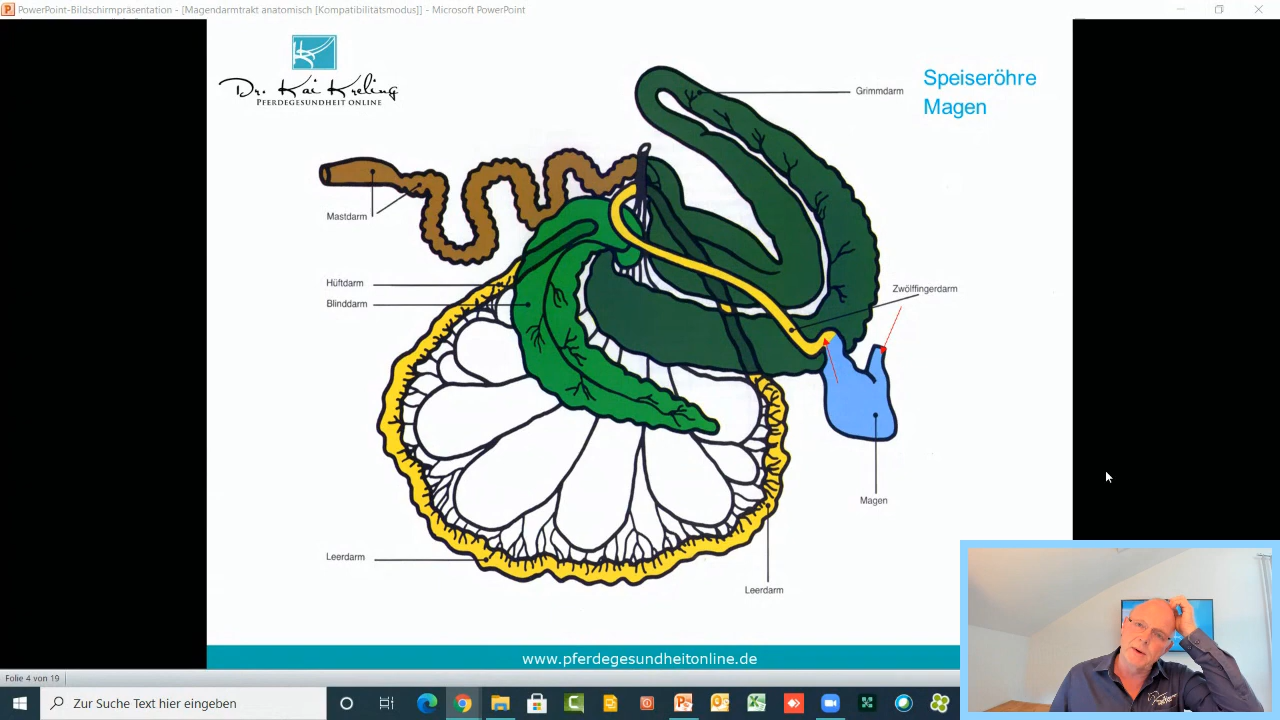 PowerPoint-Bildschirmpräsentation - [Magendarmtrakt anatomisch [Kompatibilitätsmodus]] - Microsoft PowerPoint
Dr. Kai Kreling
PFERDEGESUNDHEIT ONLINE
Speiseröhre
Magen
Grimmdarm
Mastdarm
Hüftdarm
Blinddarm
Zwölffingerdarm
Magen
Leerdarm
Leerdarm
www.pferdegesundheitonline.de
Folie 4 von 19
Zur Suche Text hier eingeben